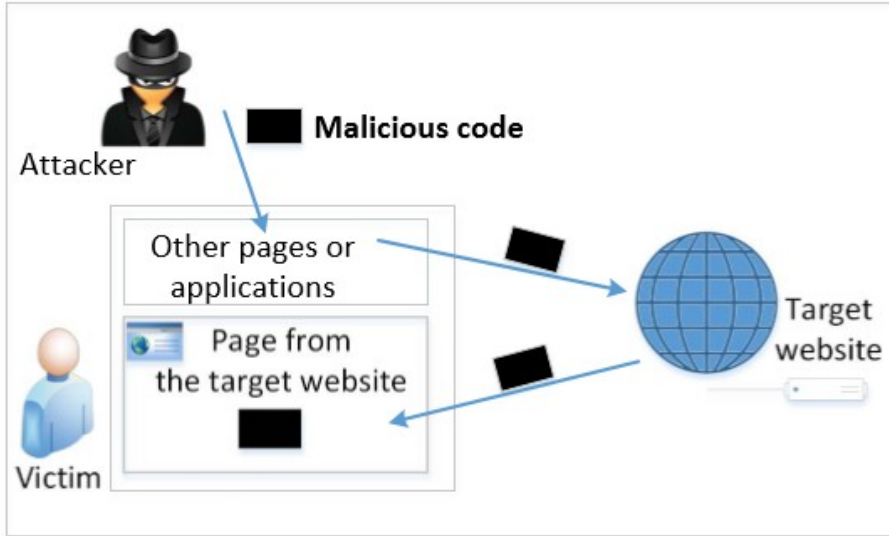 Malicious code
Attacker
Other pages or
applications
Target
website
Page from
the target website
Victim